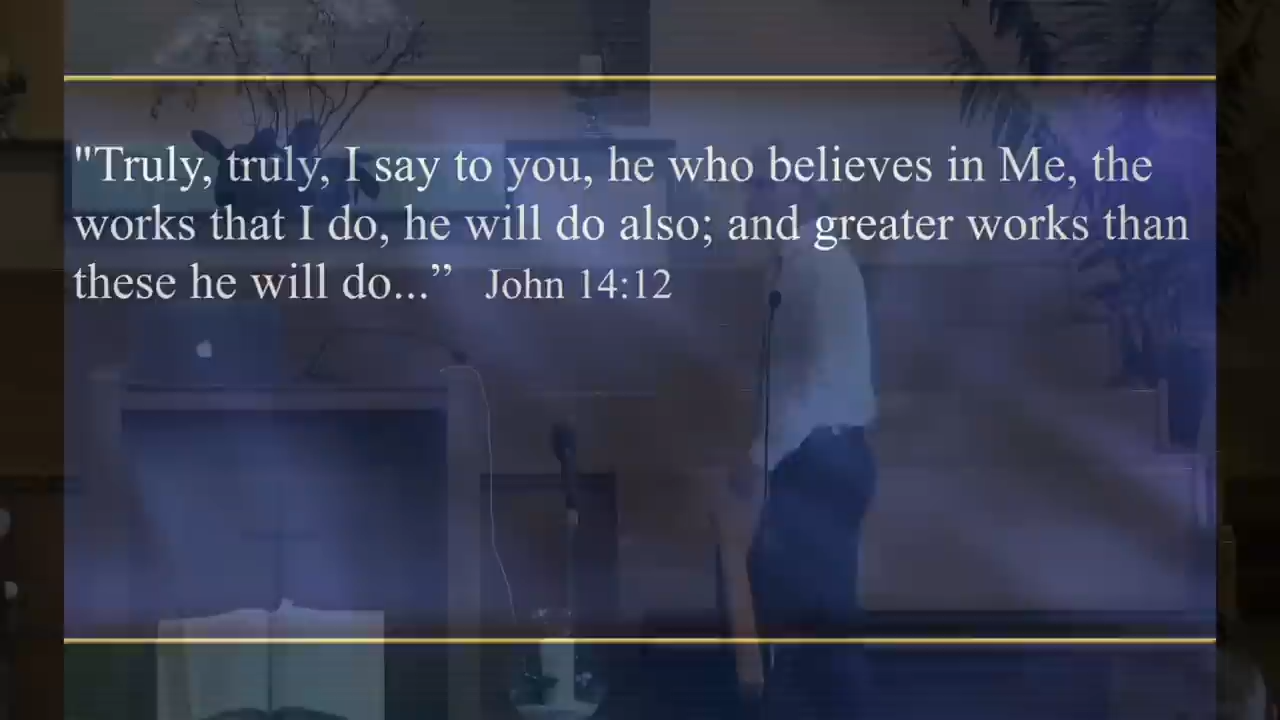 "Truly, truly, I say to you, he who believes in Me, the
works that I do, he will do also; and greater works than
these he will do...” John 14:12